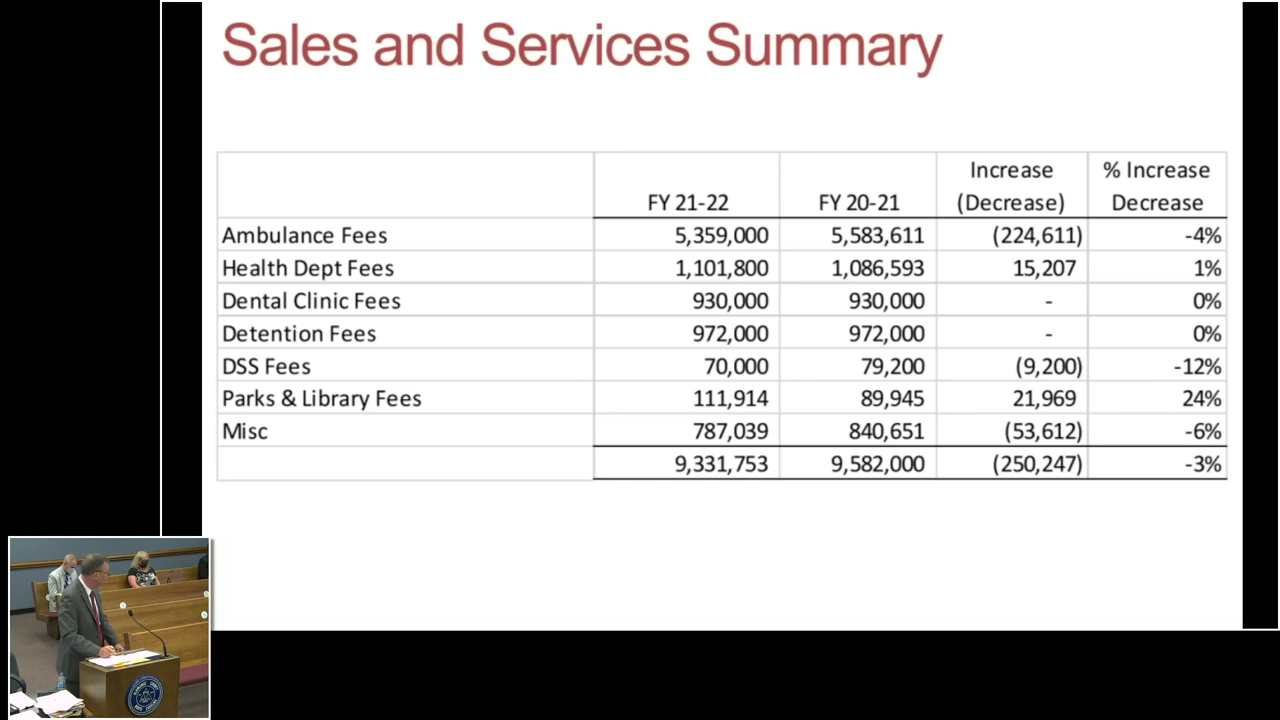 Sales and Services Summary
Increase % Increase
FY 21-22 FY 20-21 (Decrease) Decrease
Ambulance Fees 5,359,000 5,583,611 (224,611) -4%
Health Dept Fees 1,101,800 1,086,593 15,207 1%
Dental Clinic Fees 930,000 930,000 - 0%
Detention Fees 972,000 972,000 - 0%
DSS Fees 70,000 79,200 (9,200) -12%
Parks & Library Fees 111,914 89,945 21,969 24%
Misc 787,039 840,651 (53,612) -6%
9,331,753 9,582,000 (250,247) -3%